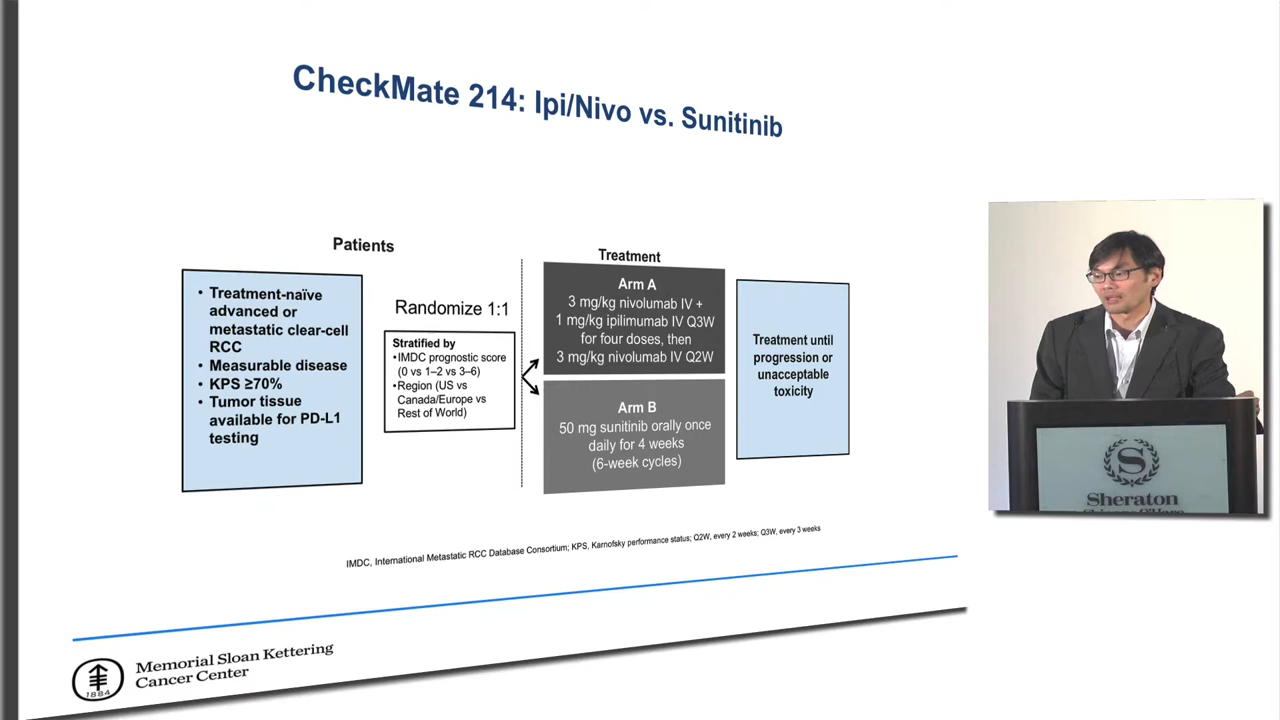 CheckMate 214: Ipi/Nivo vs. Sunitinib
Patients
• Treatment-naïve
advanced or
metastatic clear-cell
RCC
• Measurable disease
• KPS ≥70%
• Tumor tissue
available for PD-L1
testing
Randomize 1:1
Stratified by
•IMDC prognostic score
(0 vs 1–2 vs 3–6)
•Region (US vs
Canada/Europe vs
Rest of World)
Treatment
Arm A
3 mg/kg nivolumab IV +
1 mg/kg ipilimumab IV Q3W
for four doses, then
3 mg/kg nivolumab IV Q2W
Arm B
50 mg sunitinib orally once
daily for 4 weeks
(6-week cycles)
Treatment until
progression or
unacceptable
toxicity
IMDC, International Metastatic RCC Database Consortium; KPS, Karnofsky performance status; Q2W, every 2 weeks; Q3W, every 3 weeks
1884
Memorial Sloan Kettering
Cancer Center
S
Sheraton